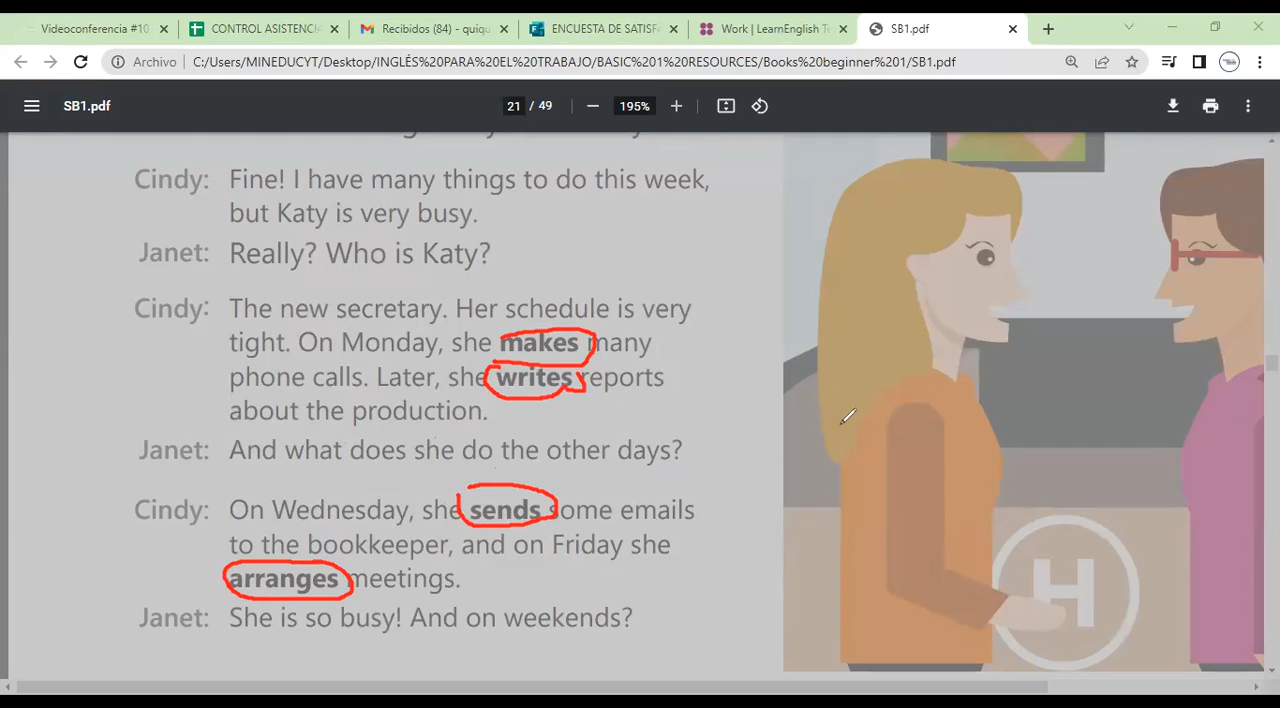 Videoconferencia #10
CONTROL ASISTENCIA
Recibidos (84) - quiqu
ENCUESTA DE SATISFA
Work | LearnEnglish Te
SB1.pdf
Archivo
C:/Users/MINEDUCYT/Desktop/INGLÉS%20PARA%20EL%20TRABAJO/BASIC%201%20RESOURCES/Books%20beginner%201/SB1.pdf
SB1.pdf
21 / 49
195%
Cindy: Fine! I have many things to do this week,
but Katy is very busy.
Janet: Really? Who is Katy?
Cindy: The new secretary. Her schedule is very
tight. On Monday, she makes many
phone calls. Later, she writes reports
about the production.
Janet: And what does she do the other days?
Cindy: On Wednesday, she sends some emails
to the bookkeeper, and on Friday she
arranges meetings.
Janet: She is so busy! And on weekends?
H